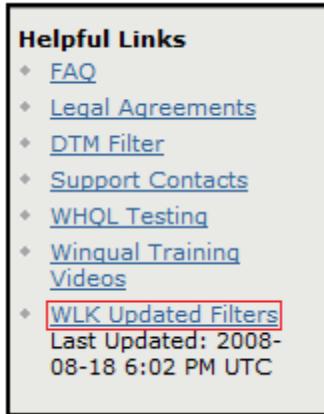 Helpful Links
FAQ
Legal Agreements
DTM Filter
Support Contacts
WHQL Testing
Winqual Training
Videos
WLK Updated Filters
Last Updated: 2008-
08-18 6:02 PM UTC